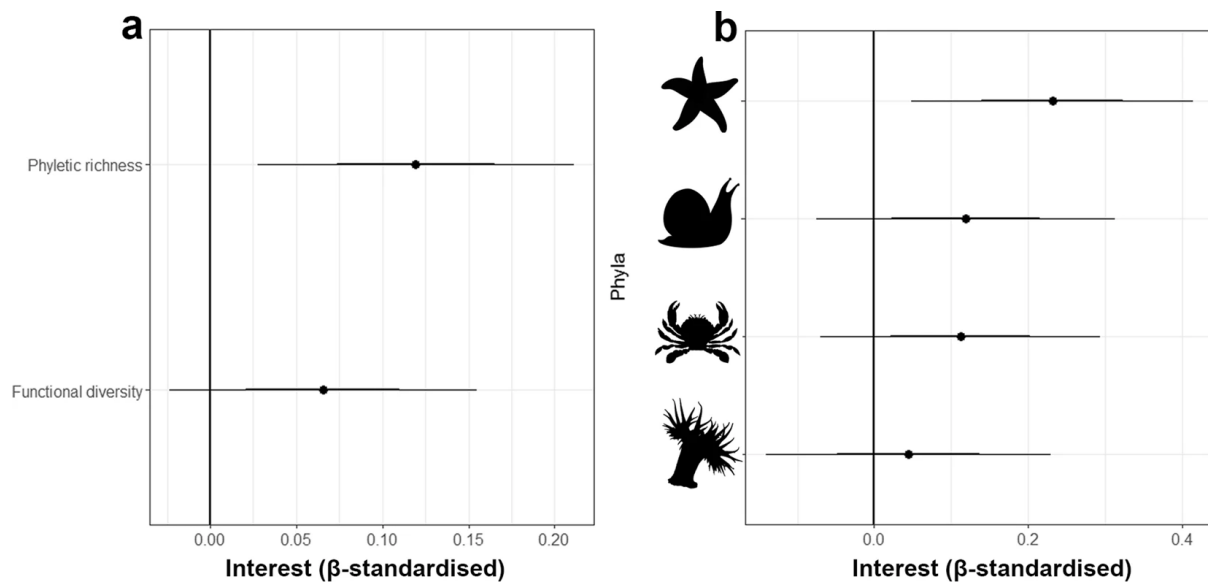 a
Phyletic richness
Functional diversity
0.00 0.05 0.10 0.15 0.20
Interest (β-standardised)
b
Phyla
0.0 0.2 0.4
Interest (β-standardised)